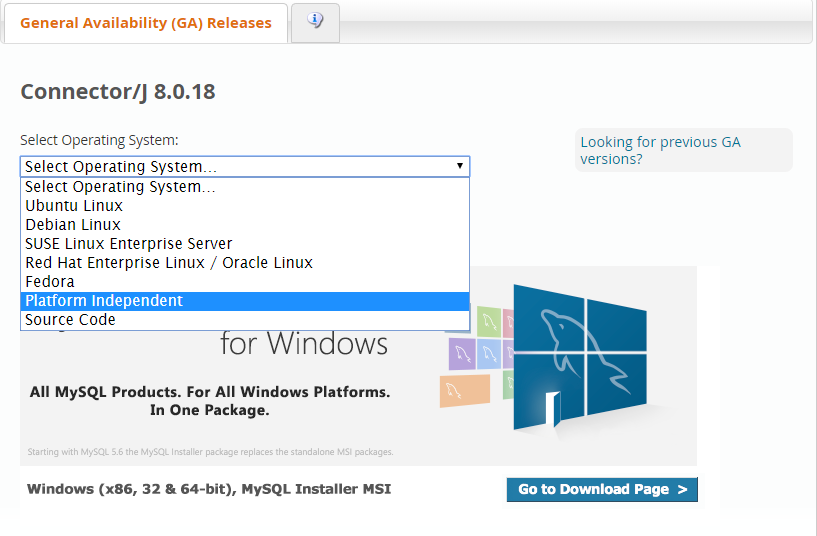 General Availability (GA) Releases
Connector/J 8.0.18
Select Operating System:
Looking for previous GA
versions?
Select Operating System...
Select Operating System...
Ubuntu Linux
Debian Linux
SUSE Linux Enterprise Server
Red Hat Enterprise Linux / Oracle Linux
Fedora
Platform Independent
Source Code
for Windows
All MySQL Products. For All Windows Platforms.
In One Package.
Starting with MySQL 5.6 the MySQL Installer package replaces the standalone MSI packages.
Windows (x86, 32 & 64-bit), MySQL Installer MSI
Go to Download Page >